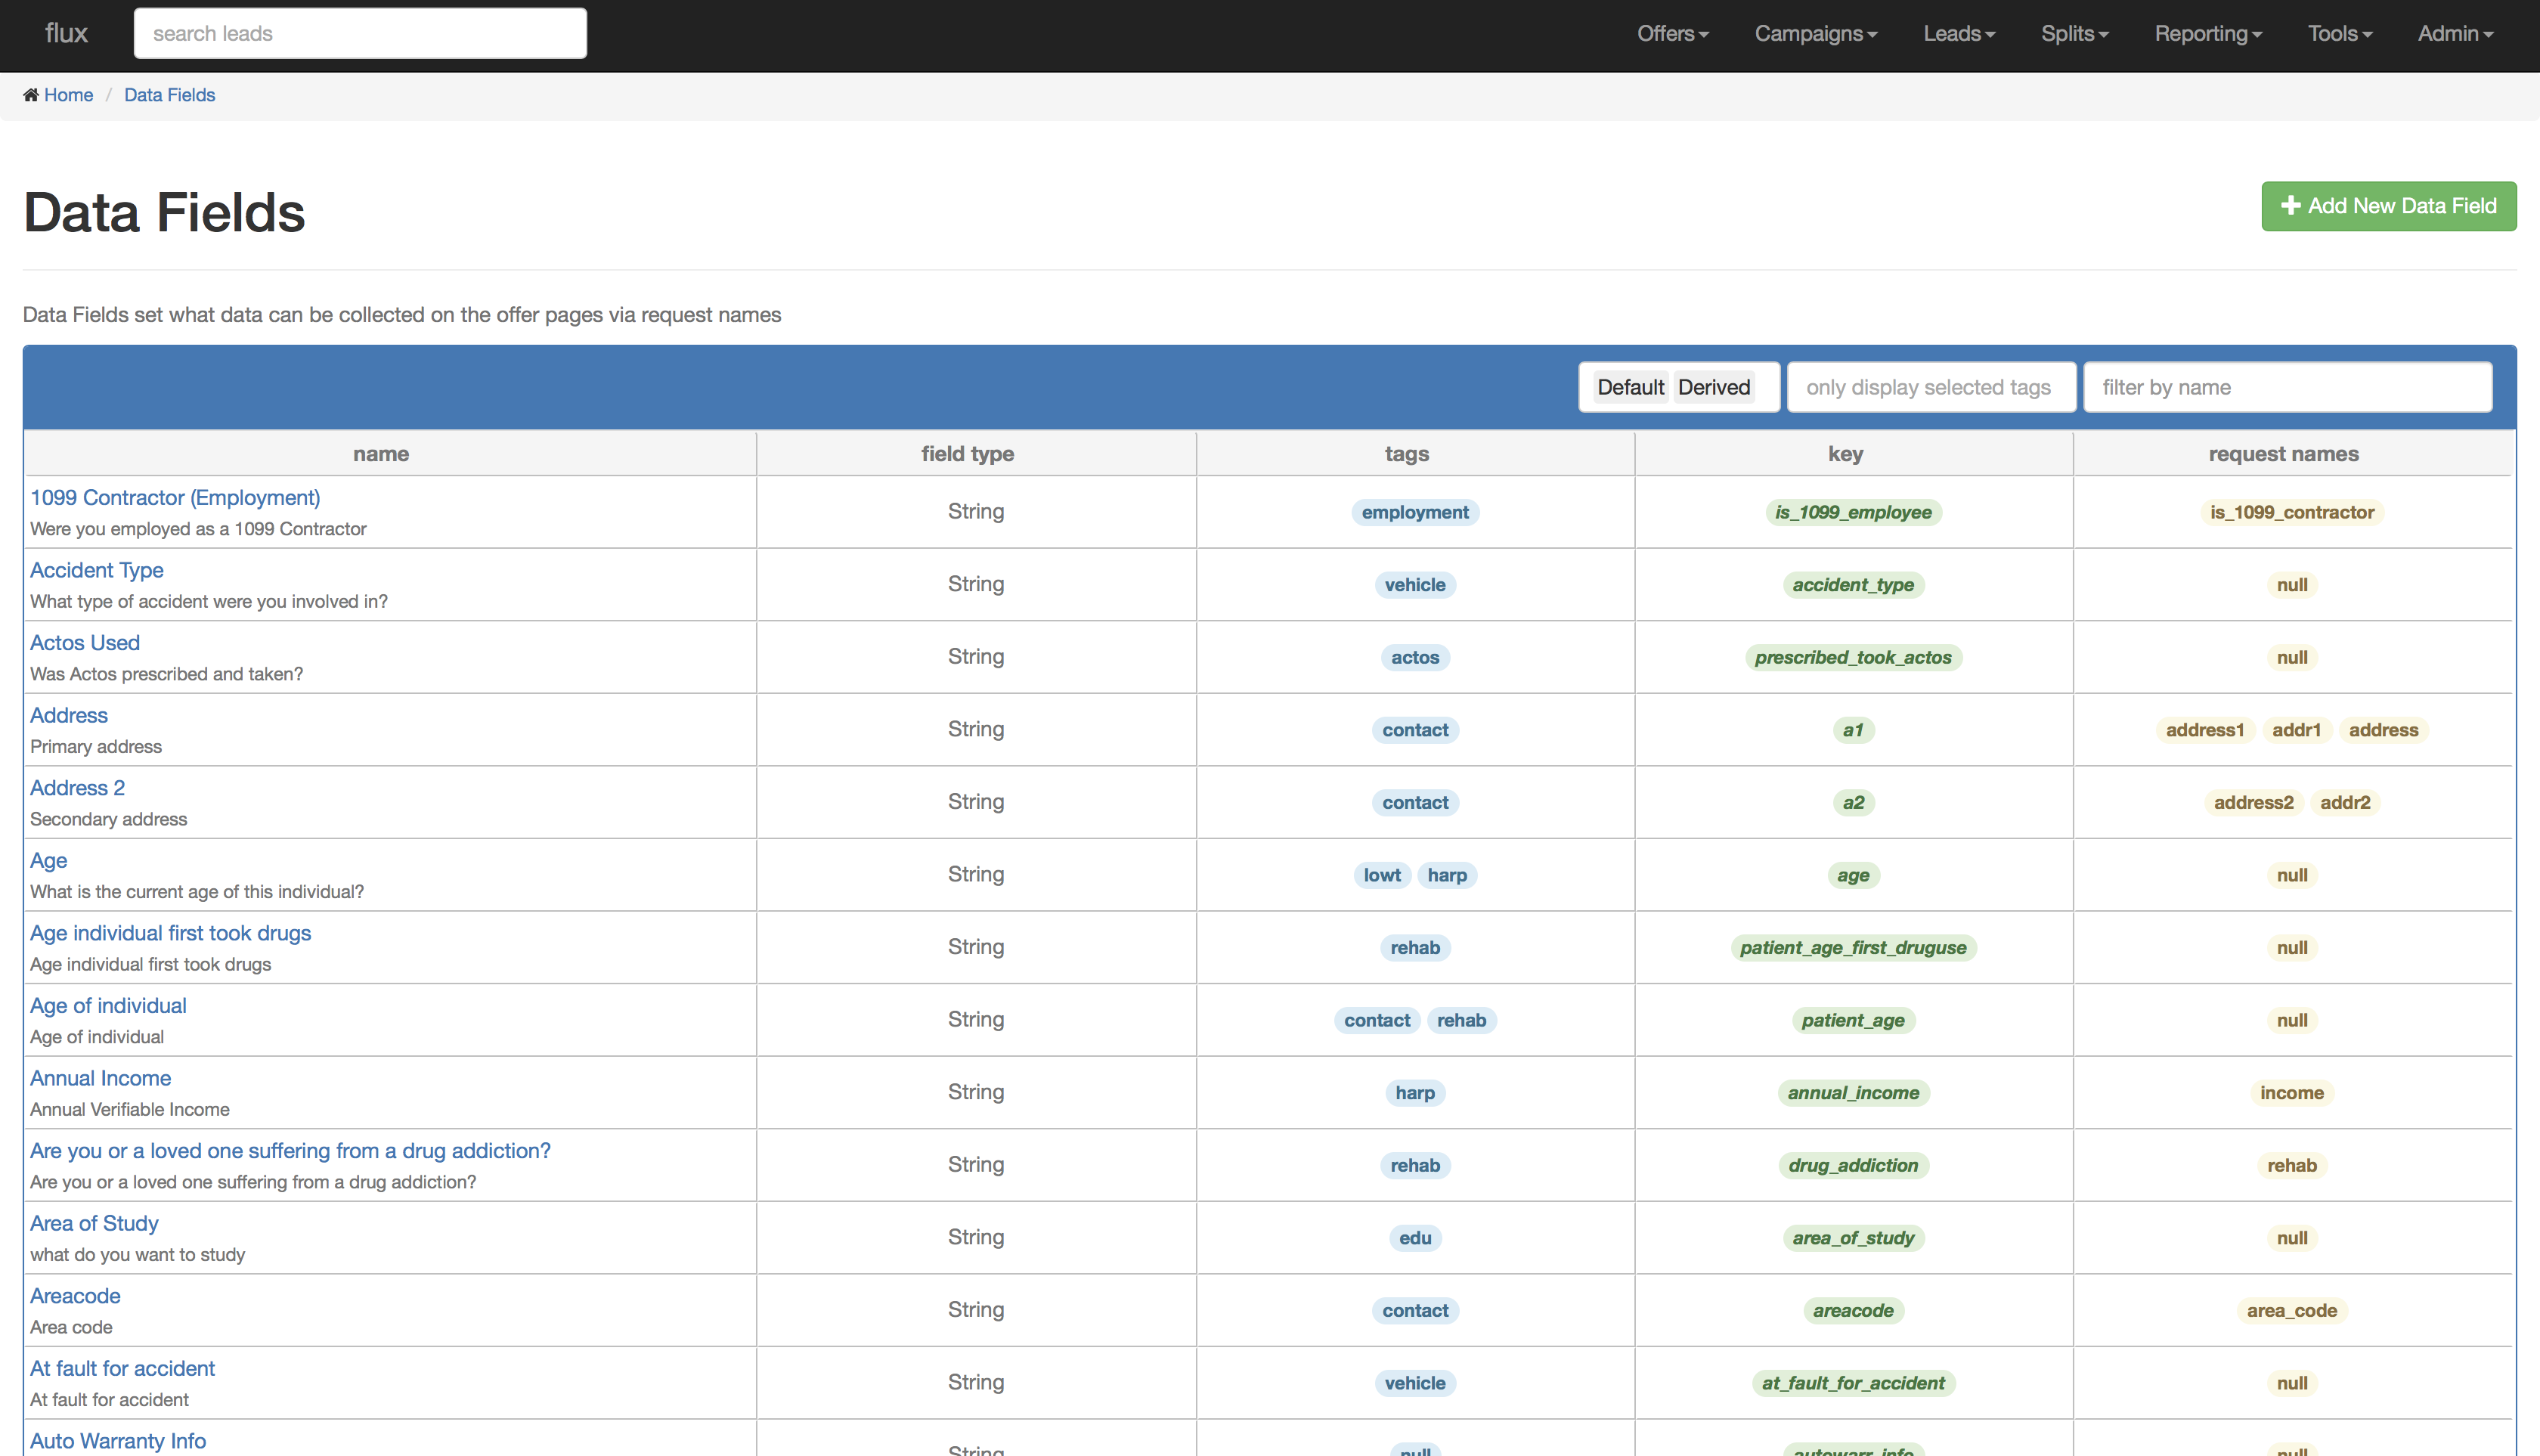 flux
search leads
Offers
Campaigns
Leads
Splits
Reporting
Tools
Admin
Home / Data Fields
Data Fields
Add New Data Field
Data Fields set what data can be collected on the offer pages via request names
Default Derived
only display selected tags
filter by name
name field type tags key request names
1099 Contractor (Employment)
Were you employed as a 1099 Contractor
String employment is_1099_employee is_1099_contractor
Accident Type
What type of accident were you involved in?
String vehicle accident_type null
Actos Used
Was Actos prescribed and taken?
String actos prescribed_took_actos null
Address
Primary address
String contact a1 address1 addr1 address
Address 2
Secondary address
String contact a2 address2 addr2
Age
What is the current age of this individual?
String lowt harp age null
Age individual first took drugs
Age individual first took drugs
String rehab patient_age_first_druguse null
Age of individual
Age of individual
String contact rehab patient_age null
Annual Income
Annual Verifiable Income
String harp annual_income income
Are you or a loved one suffering from a drug addiction?
Are you or a loved one suffering from a drug addiction?
String rehab drug_addiction rehab
Area of Study
what do you want to study
String edu area_of_study null
Areacode
Area code
String contact areacode area_code
At fault for accident
At fault for accident
String vehicle at_fault_for_accident null
Auto Warranty Info
String null autowarr_info null